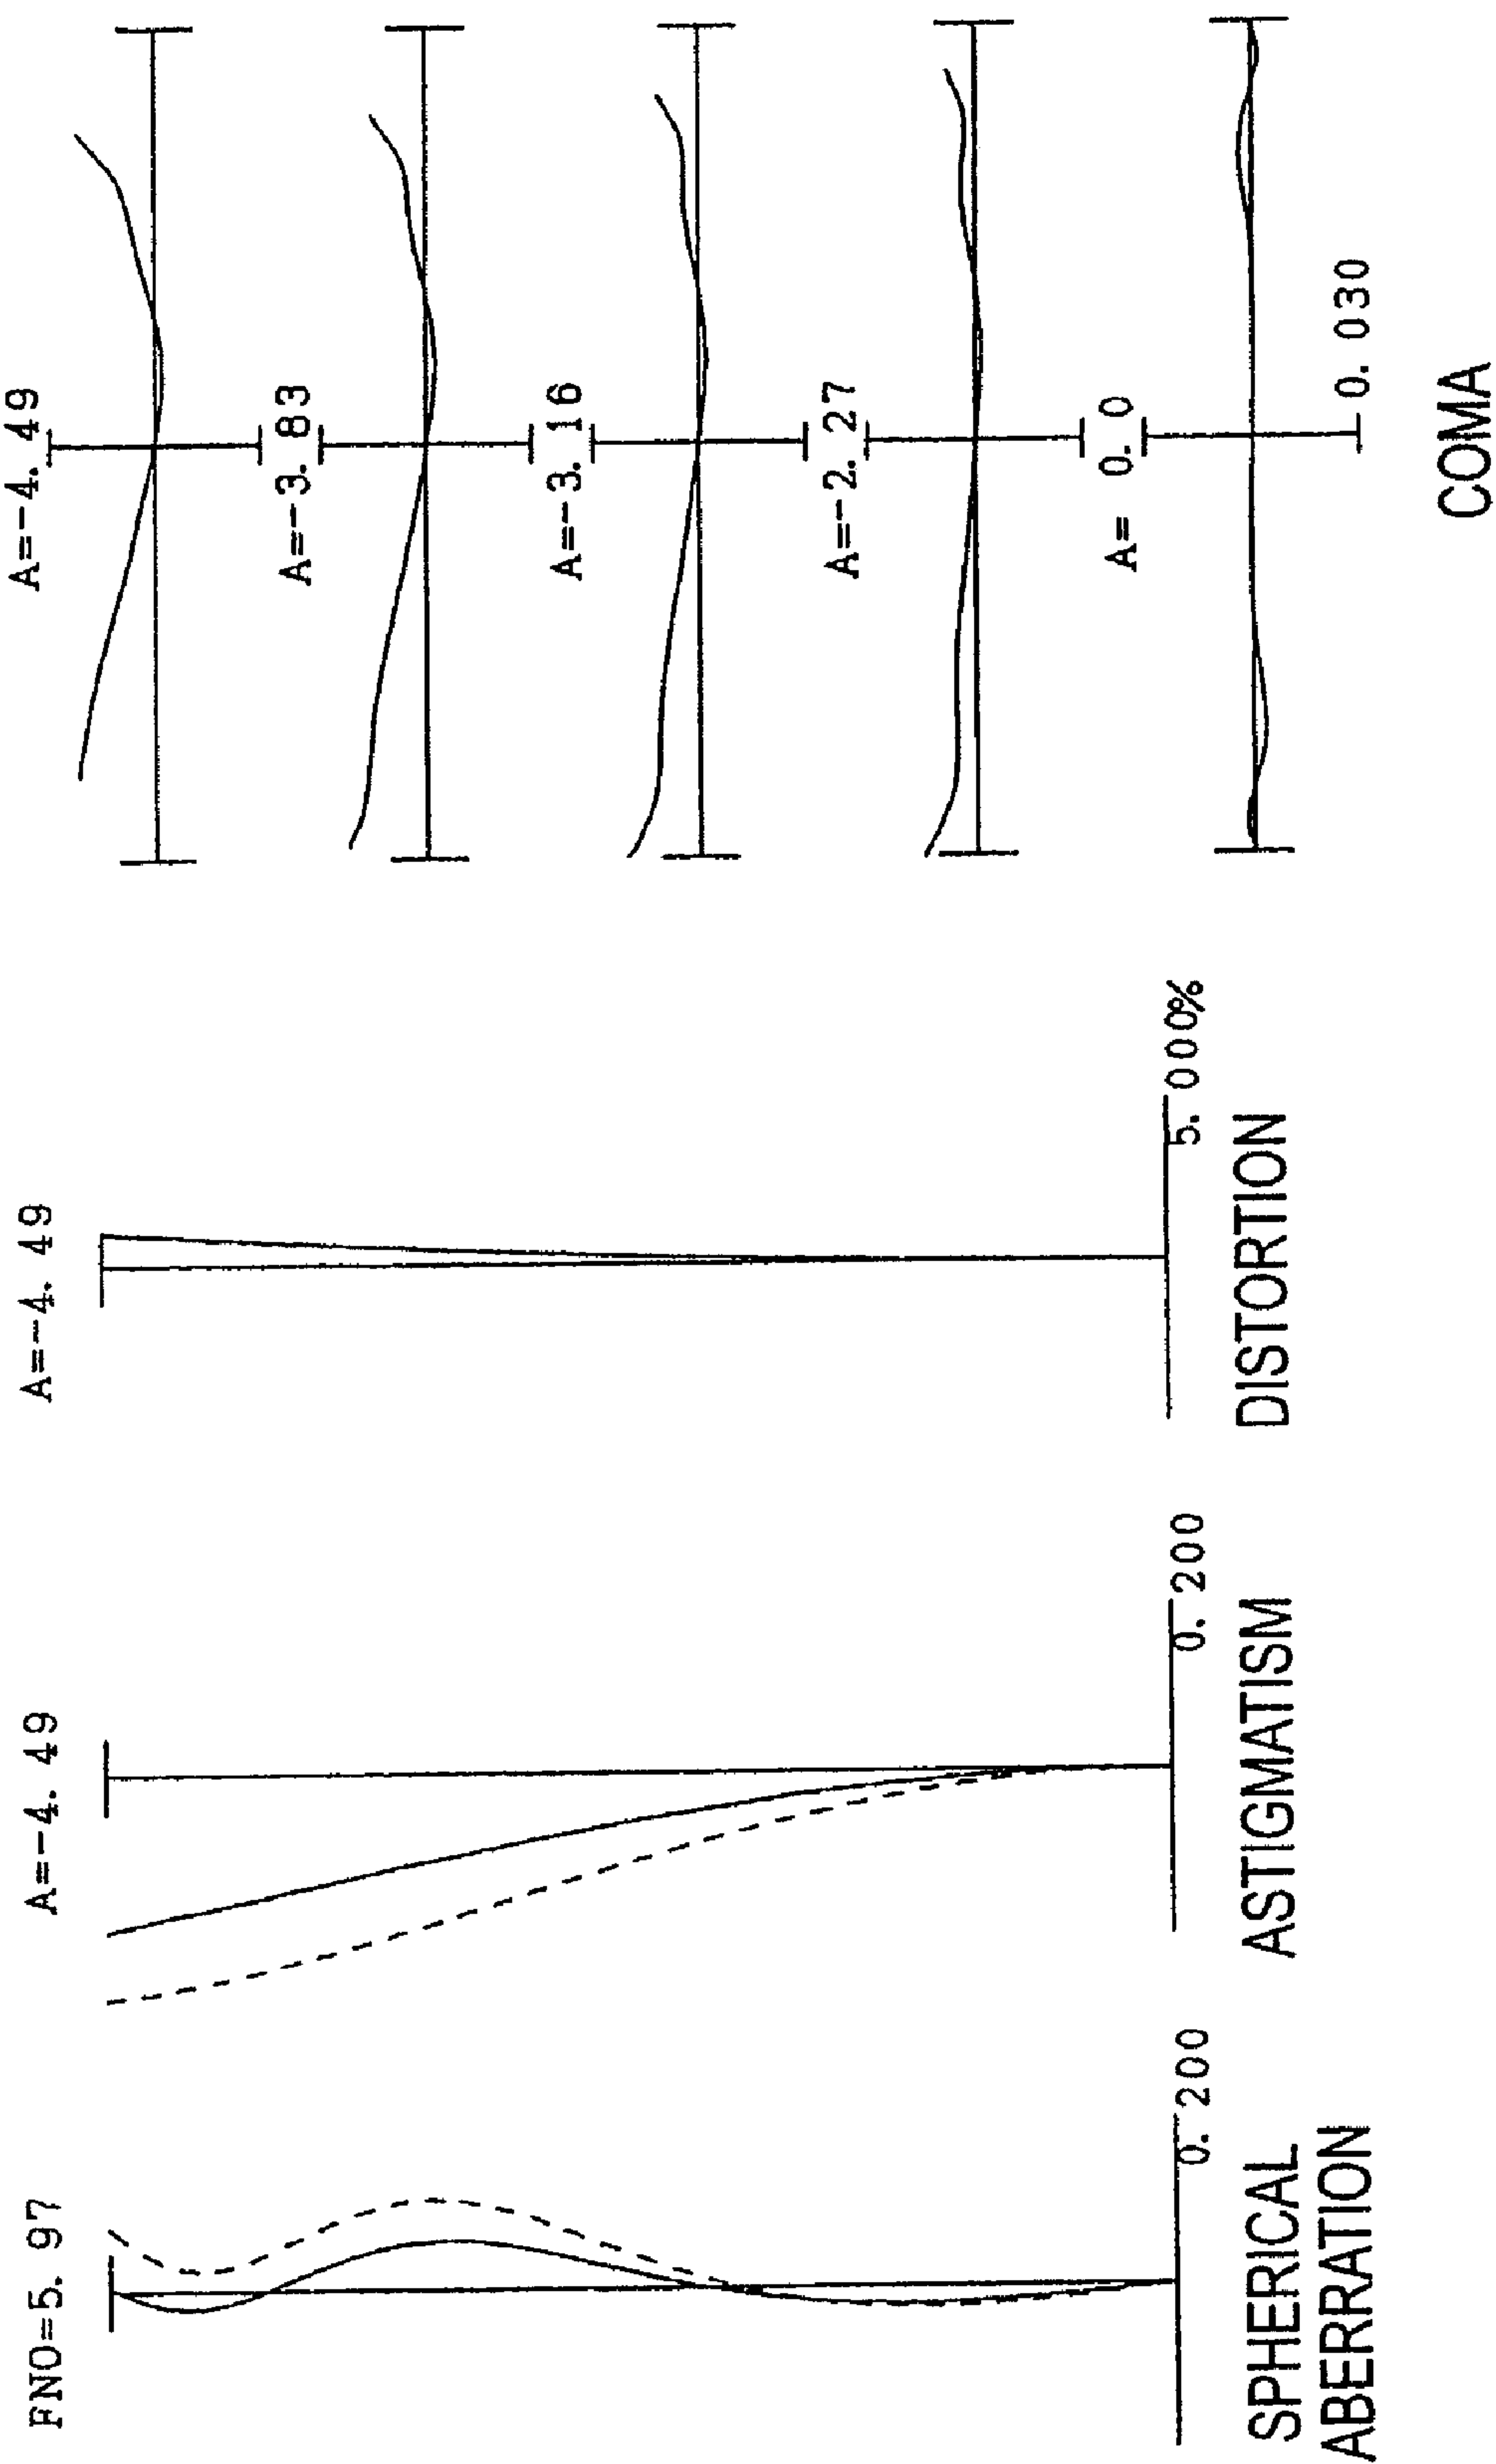 FNO=5. 97
0. 200
SPHERICAL
ABERRATION
A=-4. 49
0. 200
ASTIGMATISM
A=-4. 49
5. 000%
DISTORTION
A=-4. 49
A=-3. 83
A=-3. 16
A=-2. 27
A= 0. 0
0. 030
COMA